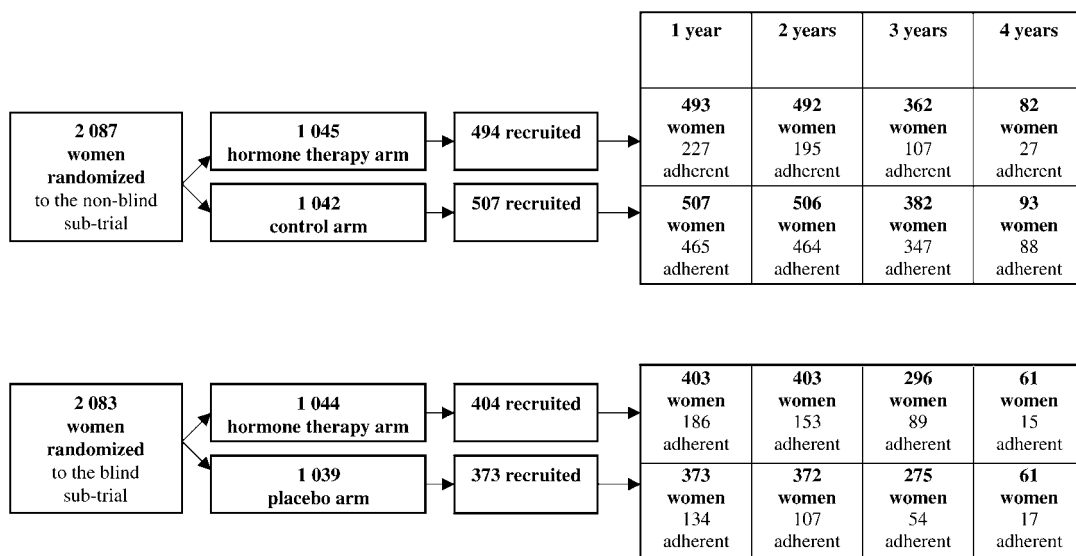 1 year 2 years 3 years 4 years
2 087
women
randomized
to the non-blind
sub-trial
1 045
hormone therapy arm
494 recruited
493
women
227
adherent
492
women
195
adherent
362
women
107
adherent
82
women
27
adherent
1 042
control arm
507 recruited
507
women
465
adherent
506
women
464
adherent
382
women
347
adherent
93
women
88
adherent
2 083
women
randomized
to the blind
sub-trial
1 044
hormone therapy arm
404 recruited
403
women
186
adherent
403
women
153
adherent
296
women
89
adherent
61
women
15
adherent
1 039
placebo arm
373 recruited
373
women
134
adherent
372
women
107
adherent
275
women
54
adherent
61
women
17
adherent